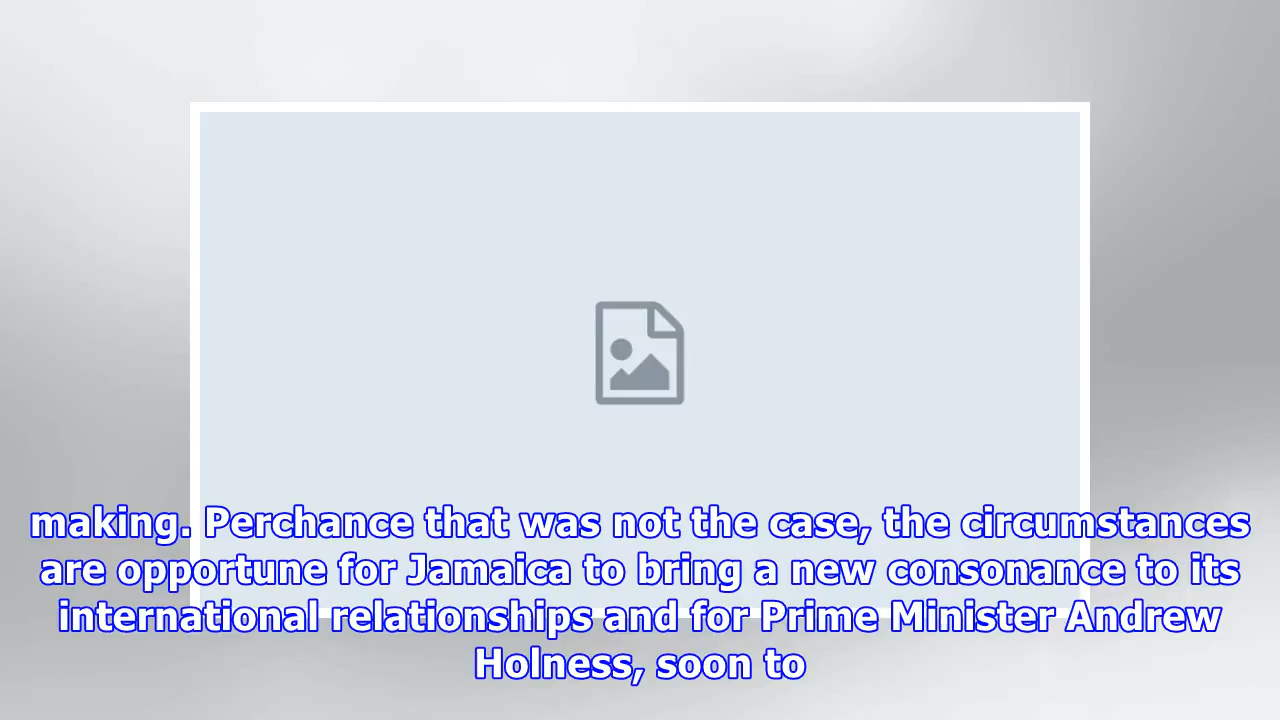 making. Perchance that was not the case, the circumstances
are opportune for Jamaica to bring a new consonance to its
international relationships and for Prime Minister Andrew
Holness, soon to